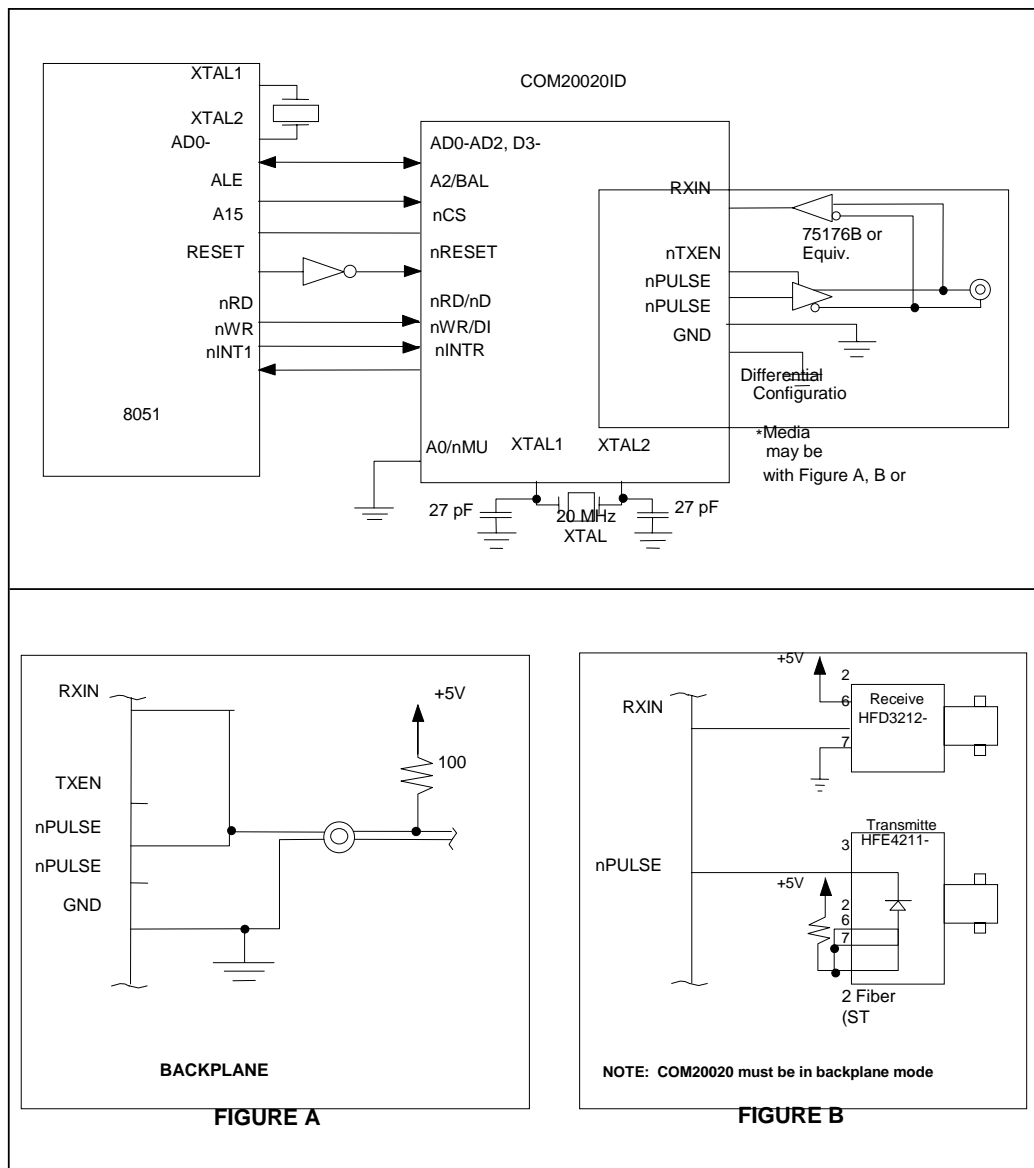 XTAL1
XTAL2
AD0-
ALE
A15
RESET
nRD
nWR
nINT1
8051
COM20020ID
AD0-AD2, D3-
A2/BAL
nCS
nRESET
nRD/nD
nWR/DI
nINTR
A0/nMU
XTAL1
XTAL2
RXIN
nTXEN
nPULSE
nPULSE
GND
75176B or
Equiv.
Differential
Configuratio
*Media
may be
with Figure A, B or
27 pF
20 MHz
XTAL
27 pF
RXIN
TXEN
nPULSE
nPULSE
GND
+5V
100
BACKPLANE
FIGURE A
RXIN
nPULSE
+5V
2
6
7
Receive
HFD3212-
Transmitte
HFE4211-
3
+5V
2
6
7
2 Fiber
(ST
NOTE: COM20020 must be in backplane mode
FIGURE B